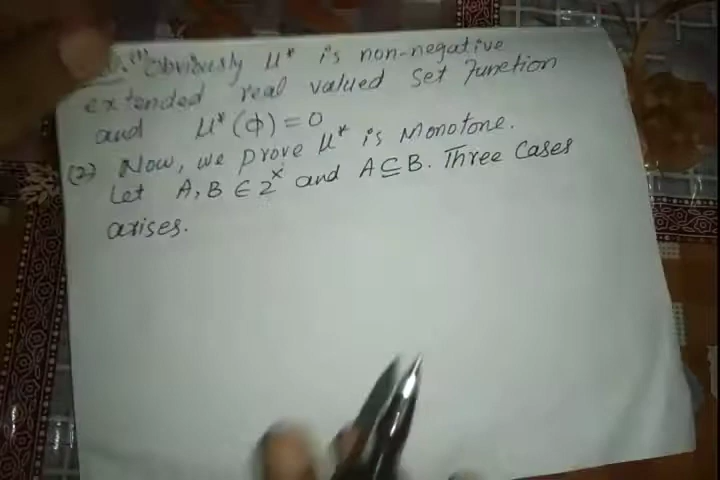 (1) Obviously μ* is non-negative
extended real valued set function
and μ*(Φ) = 0
(2) Now, we prove μ* is Monotone.
Let A, B ∈ 2^X and A ⊆ B. Three Cases
arises.